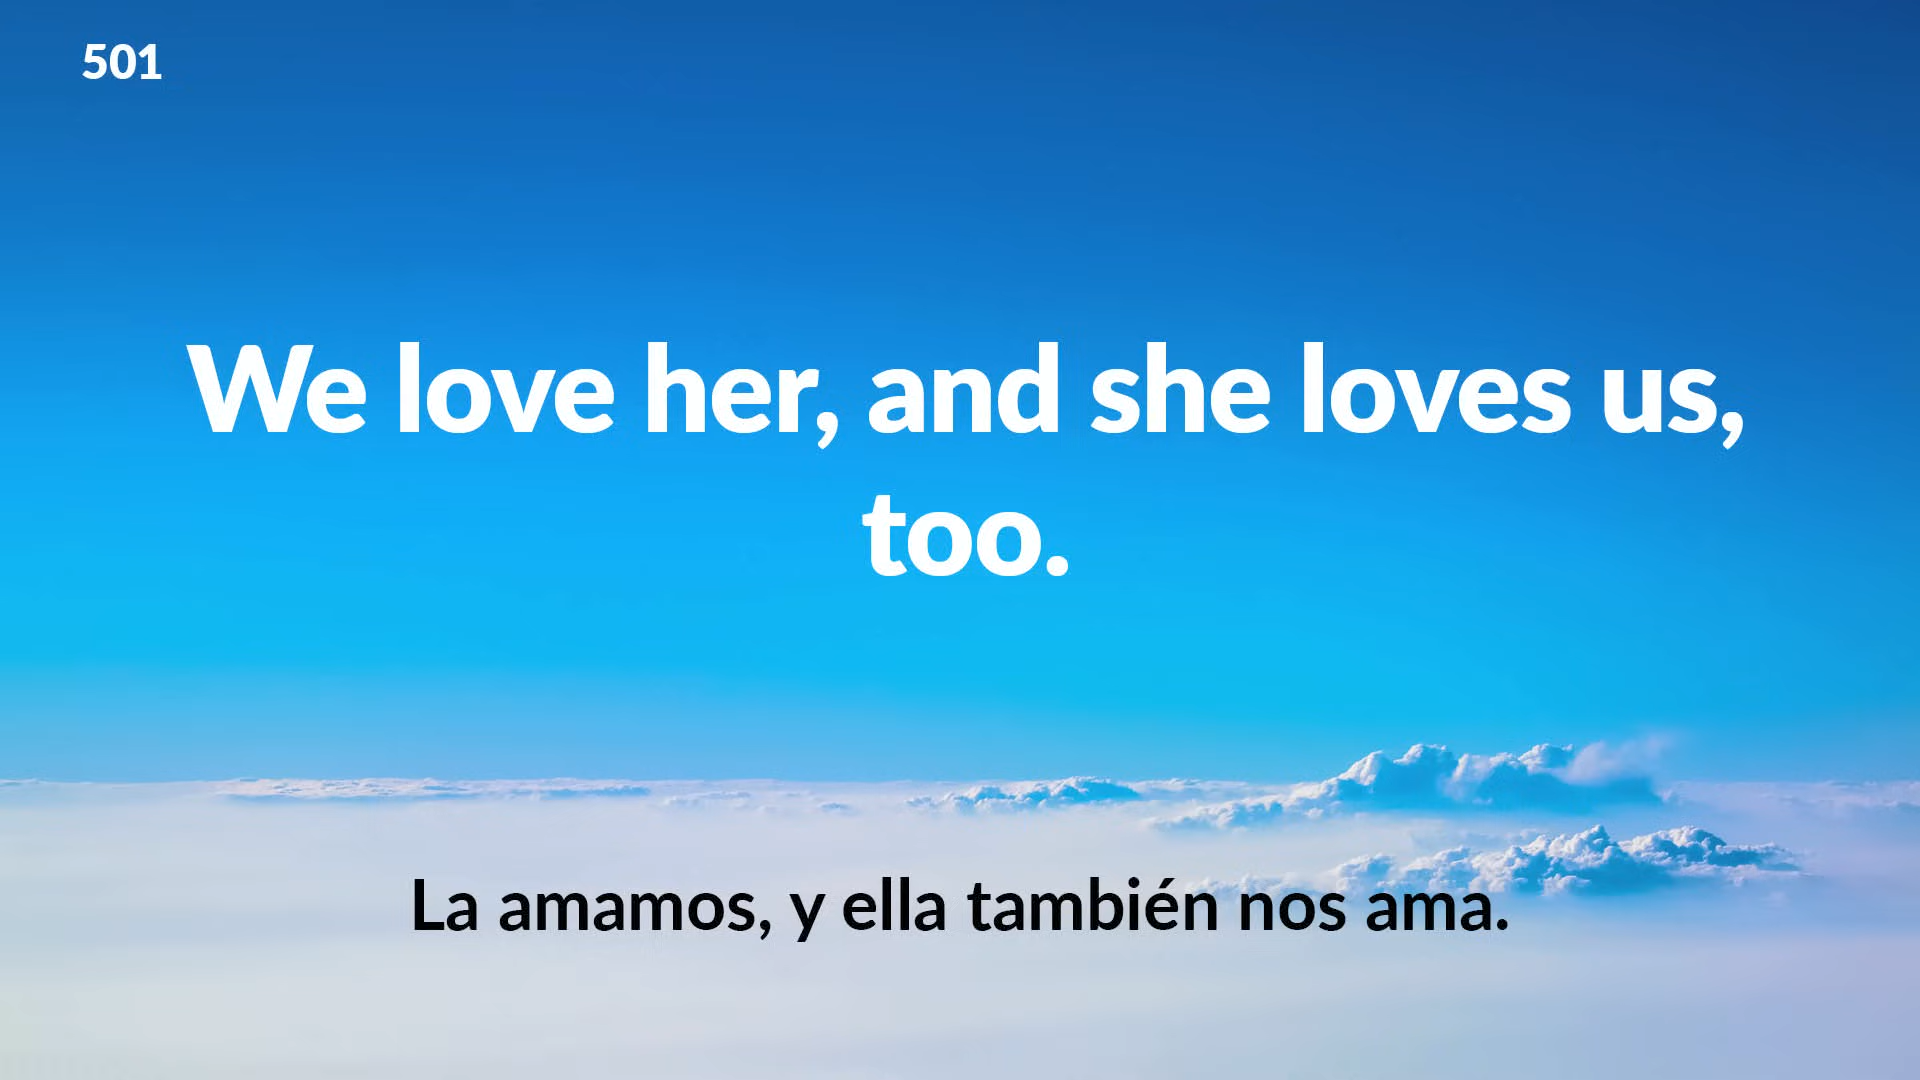 501
We love her, and she loves us,
too.
La amamos, y ella también nos ama.